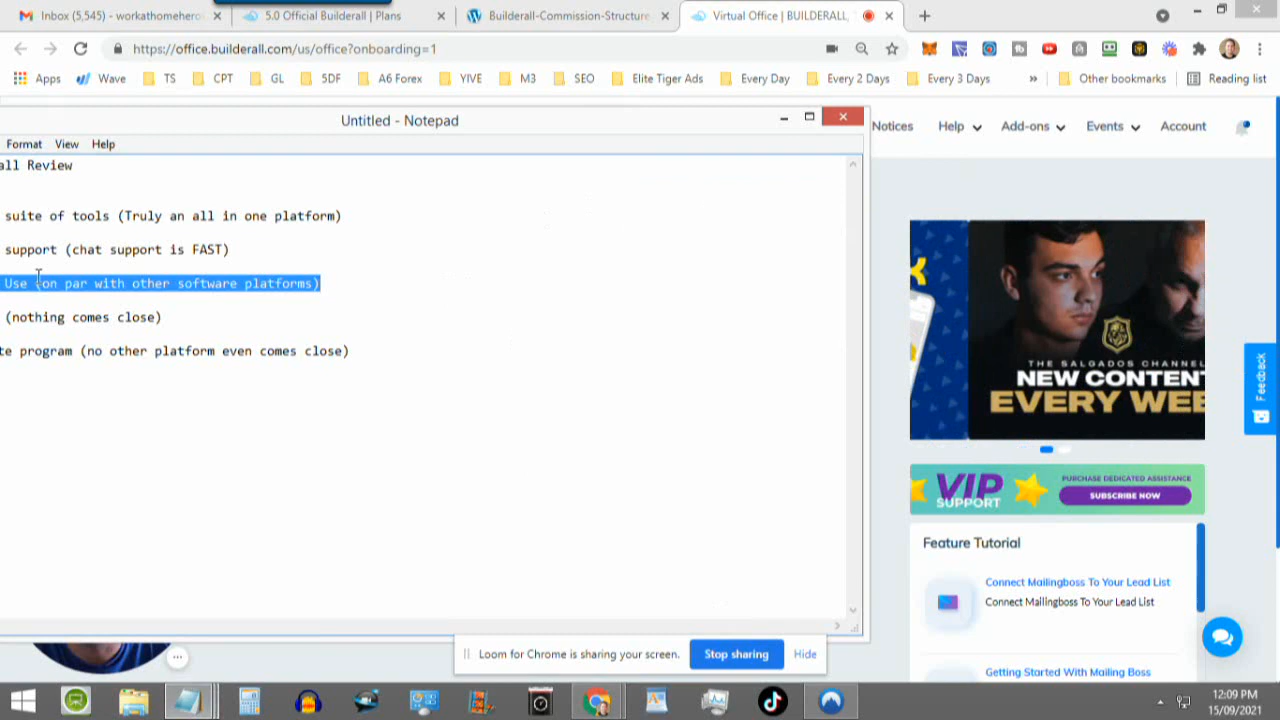 Inbox (5,545) - workathomehero
5.0 Official Builderall | Plans
Builderall-Commission-Structure
Virtual Office | BUILDERALL,
https://office.builderall.com/us/office?onboarding=1
Apps
Wave
TS
CPT
GL
5DF
A6 Forex
YIVE
M3
SEO
Elite Tiger Ads
Every Day
Every 2 Days
Every 3 Days
»
Other bookmarks
Reading list
Untitled - Notepad
Format View Help
all Review
suite of tools (Truly an all in one platform)
support (chat support is FAST)
Use (on par with other software platforms)
(nothing comes close)
te program (no other platform even comes close)
Notices
Help
Add-ons
Events
Account
THE SALGADOS CHANNEL
NEW CONTENT
EVERY WEE
Feedback
VIP
SUPPORT
PURCHASE DEDICATED ASSISTANCE
SUBSCRIBE NOW
Feature Tutorial
Connect Mailingboss To Your Lead List
Connect Mailingboss To Your Lead List
Getting Started With Mailing Boss
Loom for Chrome is sharing your screen.
Stop sharing
Hide
12:09 PM
15/09/2021